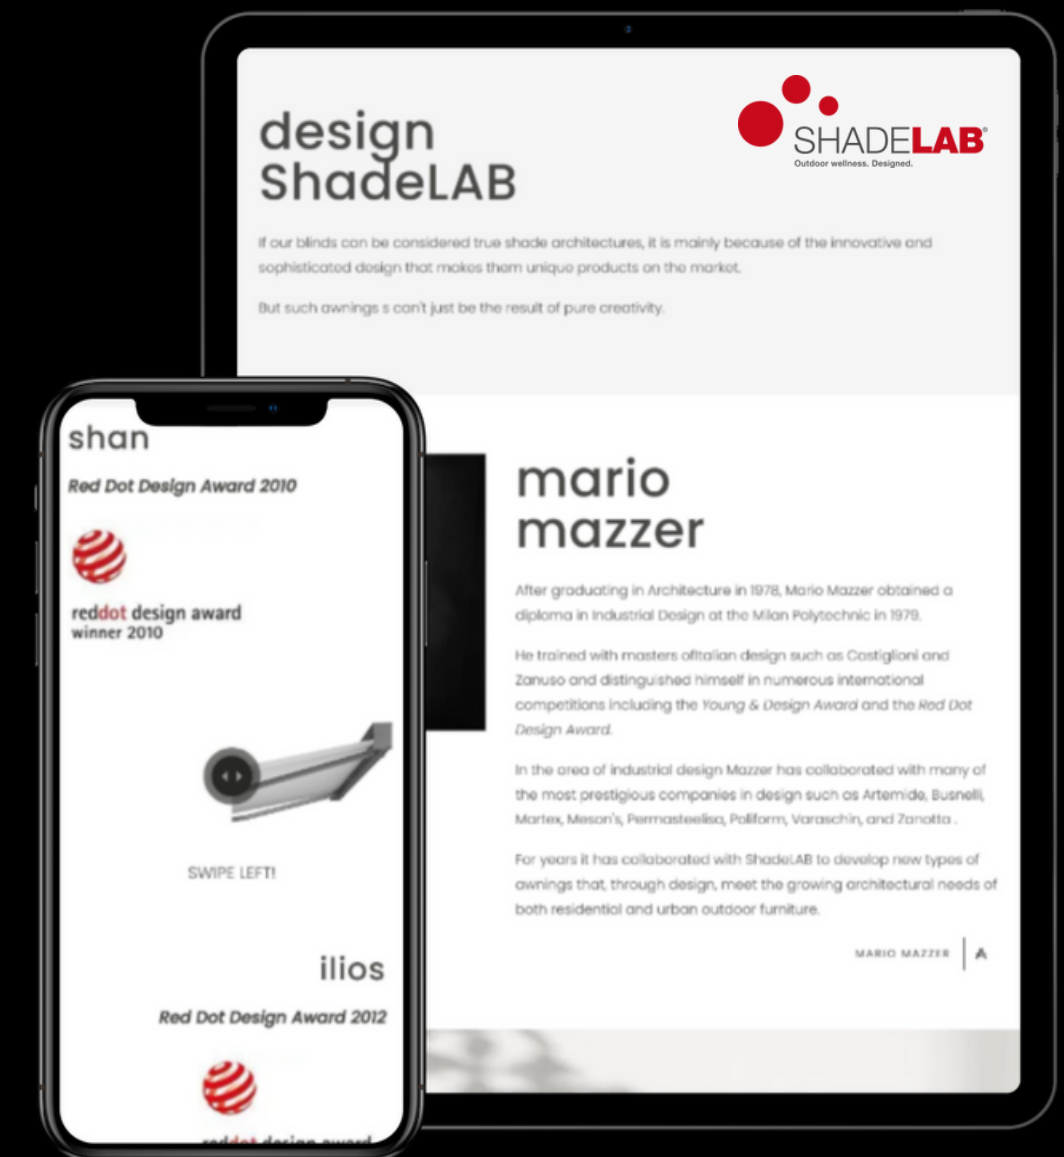 design
ShadeLAB
SHADELAB®
Outdoor wellness. Designed.
If our blinds can be considered true shade architectures, it is mainly because of the innovative and
sophisticated design that makes them unique products on the market.
But such awnings s can't just be the result of pure creativity.
mario
mazzer
After graduating in Architecture in 1978, Mario Mazzer obtained a
diploma in Industrial Design at the Milan Polytechnic in 1979.
He trained with masters ofItalian design such as Castiglioni and
Zanuso and distinguished himself in numerous international
competitions including the Young & Design Award and the Red Dot
Design Award.
In the area of industrial design Mazzer has collaborated with many of
the most prestigious companies in design such as Artemide, Busnelli,
Martex, Meson's, Permasteelisa, Poliform, Varaschin, and Zanotta .
For years it has collaborated with ShadeLAB to develop new types of
awnings that, through design, meet the growing architectural needs of
both residential and urban outdoor furniture.
MARIO MAZZER | A
shan
Red Dot Design Award 2010
reddot design award
winner 2010
SWIPE LEFT!
ilios
Red Dot Design Award 2012
reddot design award